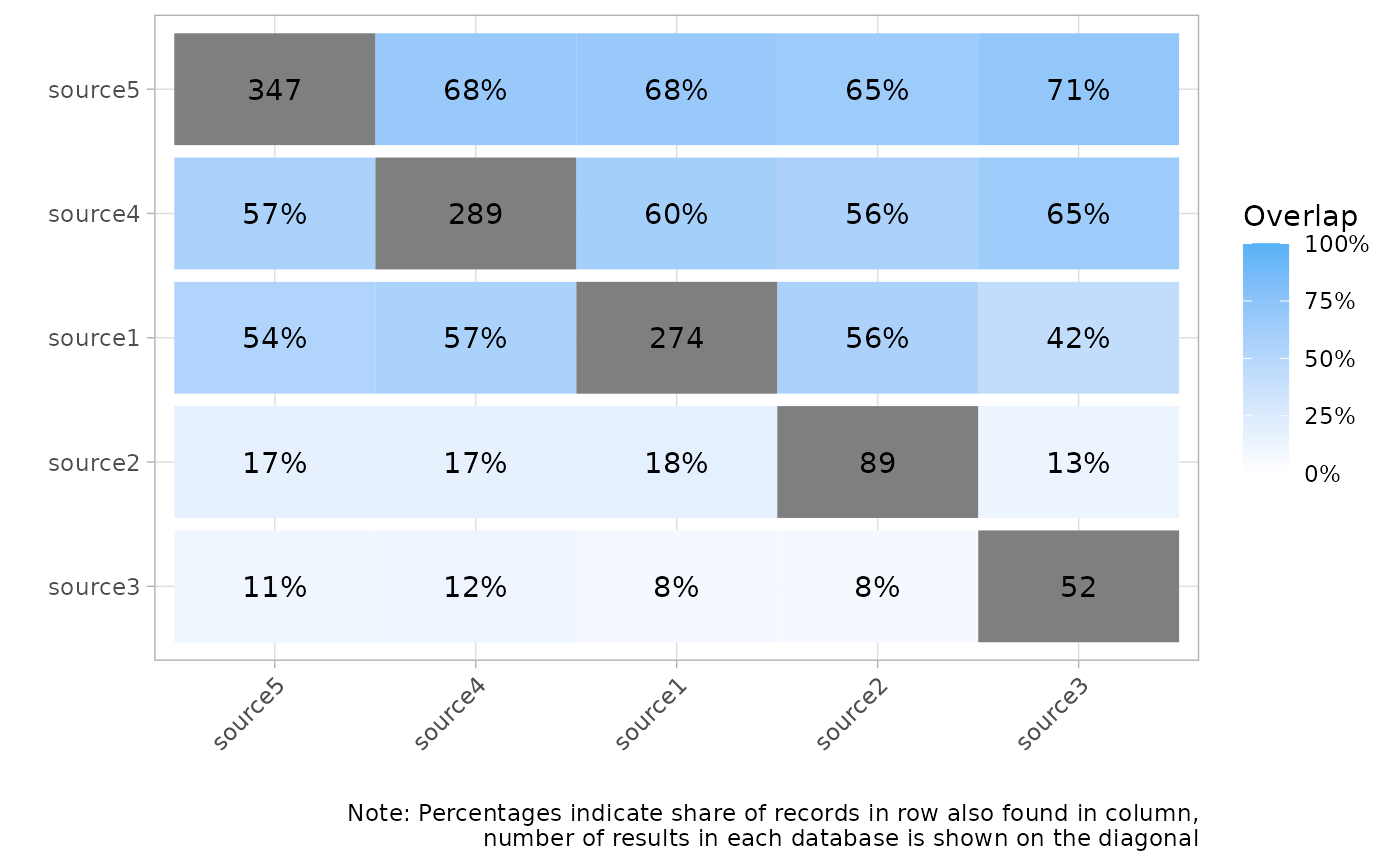 source5 347 68% 68% 65% 71%
source4 57% 289 60% 56% 65%
source1 54% 57% 274 56% 42%
source2 17% 17% 18% 89 13%
source3 11% 12% 8% 8% 52
source5 source4 source1 source2 source3
Overlap
100%
75%
50%
25%
0%
Note: Percentages indicate share of records in row also found in column,
number of results in each database is shown on the diagonal